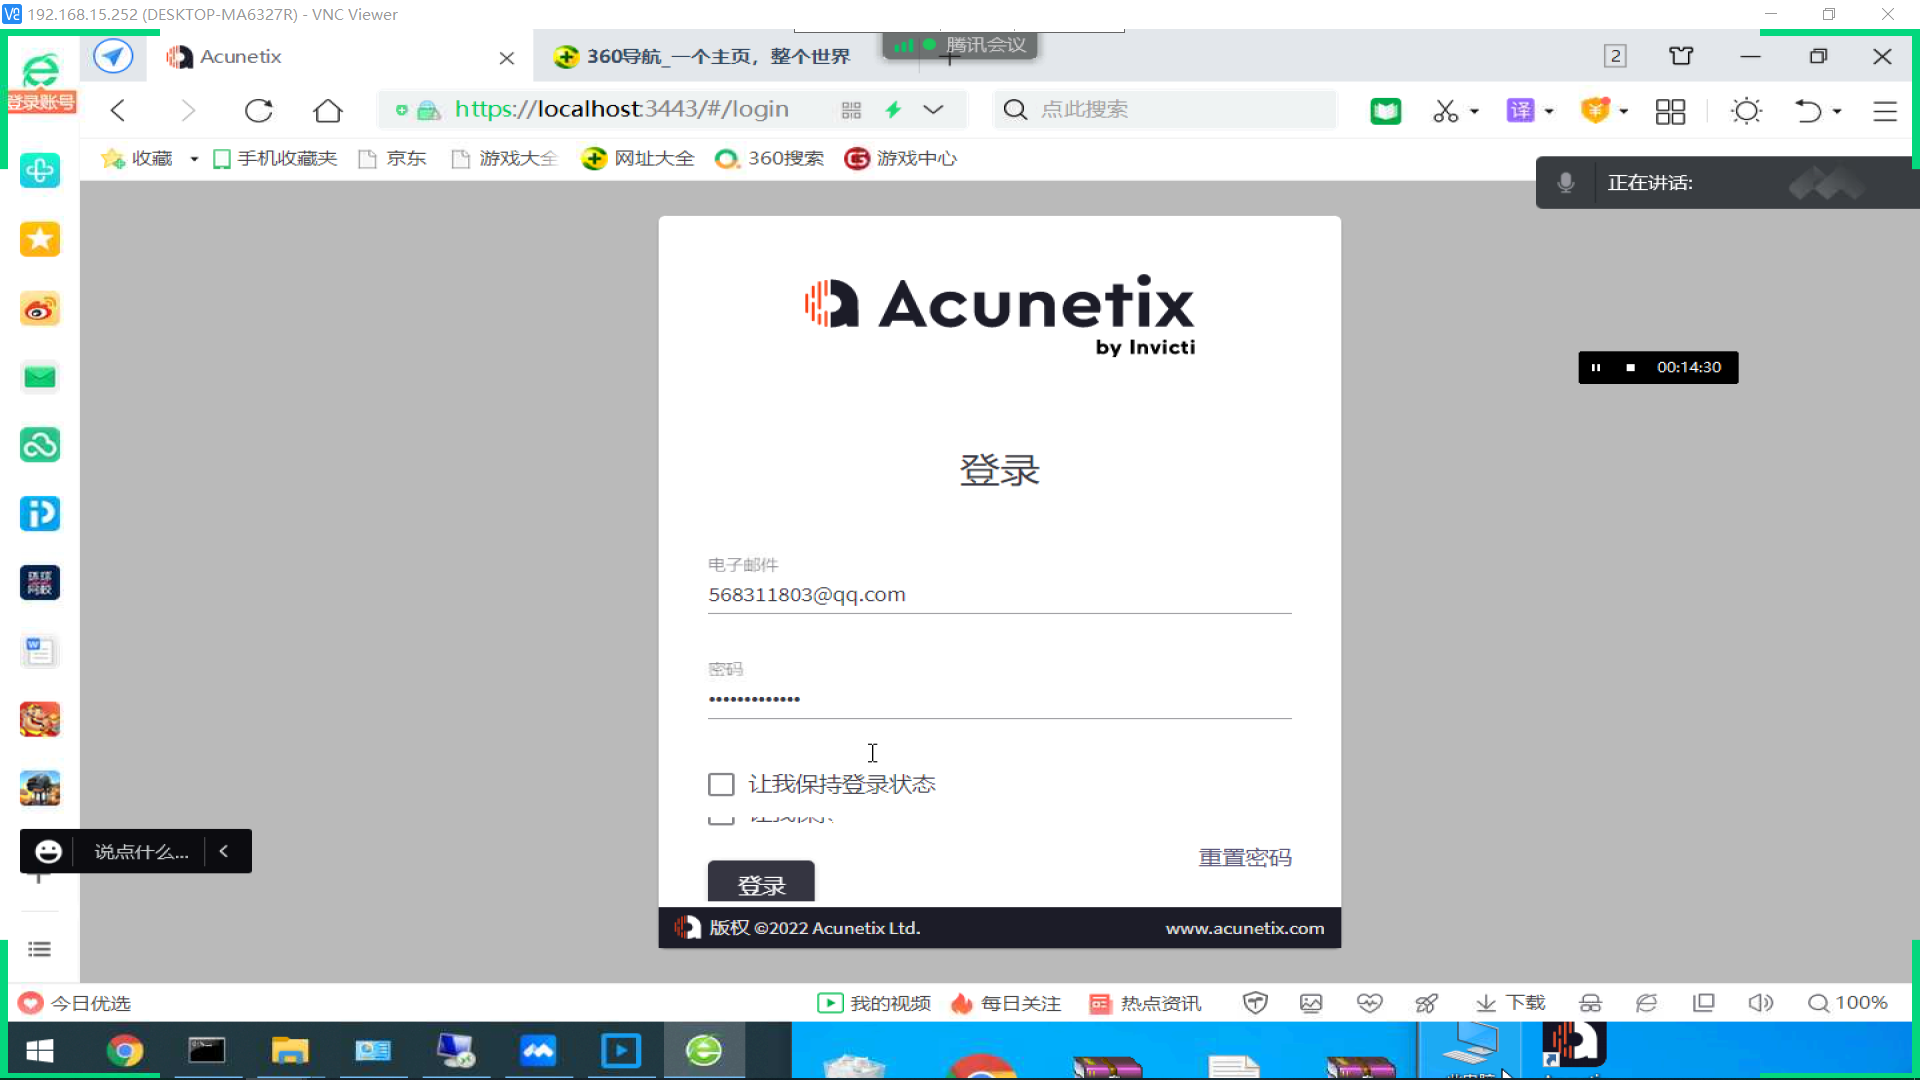 192.168.15.252 (DESKTOP-MA6327R) - VNC Viewer
Acunetix
360导航_一个主页，整个世界
腾讯会议
2
登录账号
https://localhost:3443/#/login
点此搜索
译
收藏
手机收藏夹
京东
游戏大全
网址大全
360搜索
游戏中心
正在讲话:
Acunetix
by Invicti
00:14:30
登录
电子邮件
568311803@qq.com
密码
让我保持登录状态
说点什么...
重置密码
登录
版权 ©2022 Acunetix Ltd.
www.acunetix.com
今日优选
我的视频
每日关注
热点资讯
下载
100%